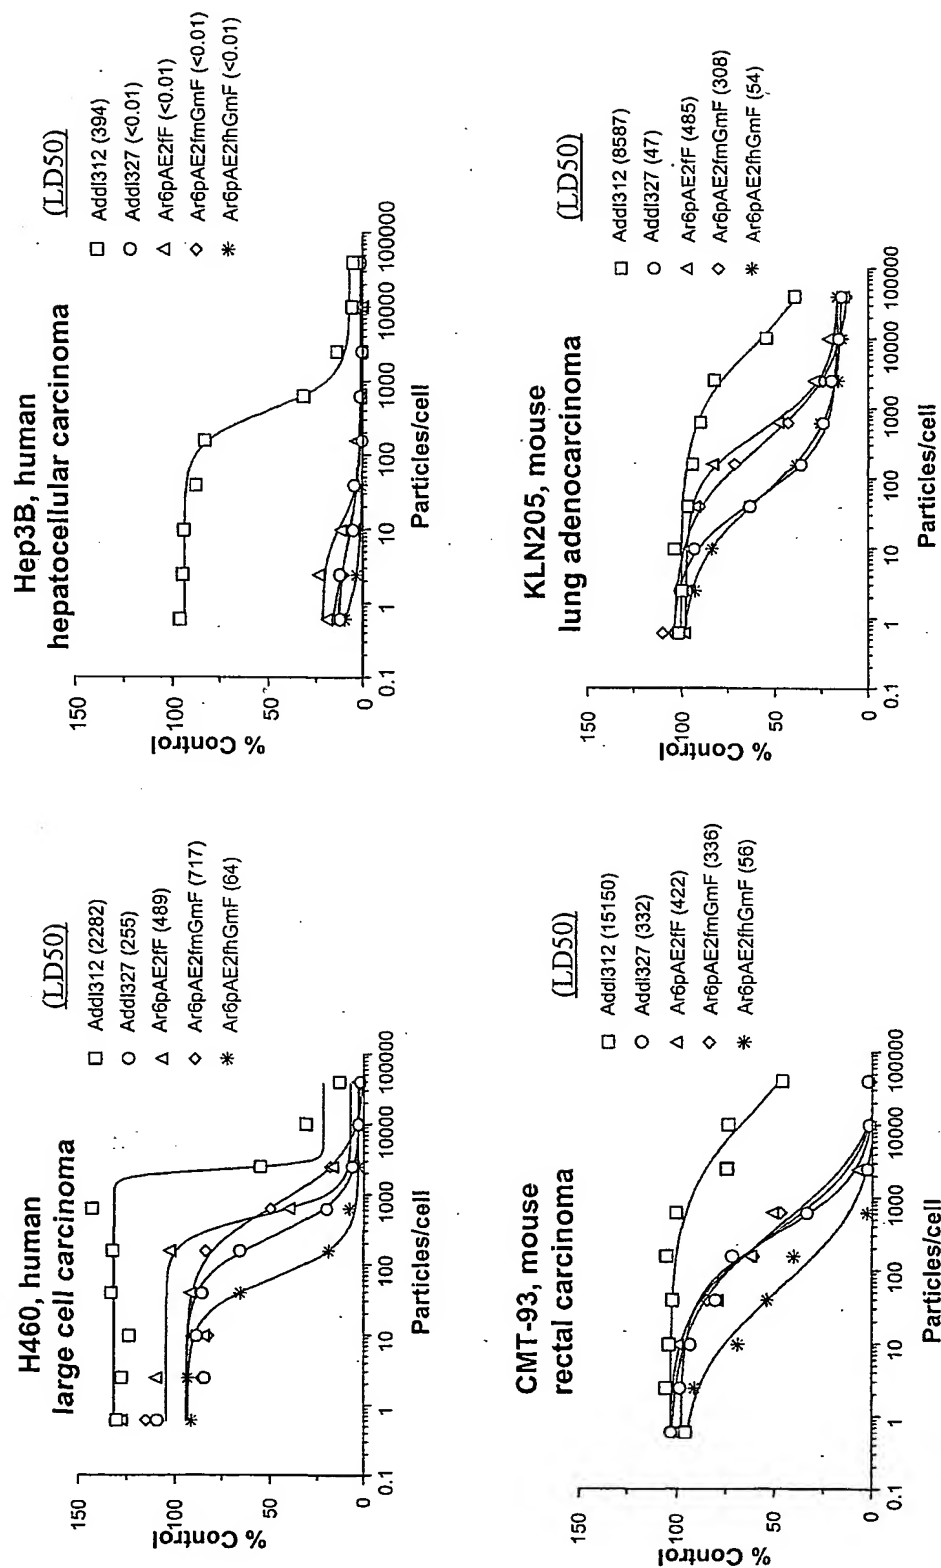 H460, human
large cell carcinoma
150
100
50
0
% Control
0.1
1
10
100
1000
10000
100000
Particles/cell
(LD50)
Addl312 (2282)
Addl327 (255)
Ar6pAE2fF (489)
Ar6pAE2fmGmF (717)
Ar6pAE2fhGmF (64)
Hep3B, human
hepatocellular carcinoma
150
100
50
0
% Control
0.1
1
10
100
1000
10000
100000
Particles/cell
(LD50)
Addl312 (394)
Addl327 (<0.01)
Ar6pAE2fF (<0.01)
Ar6pAE2fmGmF (<0.01)
Ar6pAE2fhGmF (<0.01)
CMT-93, mouse
rectal carcinoma
150
100
50
0
% Control
0.1
1
10
100
1000
10000
100000
Particles/cell
(LD50)
Addl312 (15150)
Addl327 (332)
Ar6pAE2fF (422)
Ar6pAE2fmGmF (336)
Ar6pAE2fhGmF (56)
KLN205, mouse
lung adenocarcinoma
150
100
50
0
% Control
0.1
1
10
100
1000
10000
100000
Particles/cell
(LD50)
Addl312 (8587)
Addl327 (47)
Ar6pAE2fF (485)
Ar6pAE2fmGmF (308)
Ar6pAE2fhGmF (54)